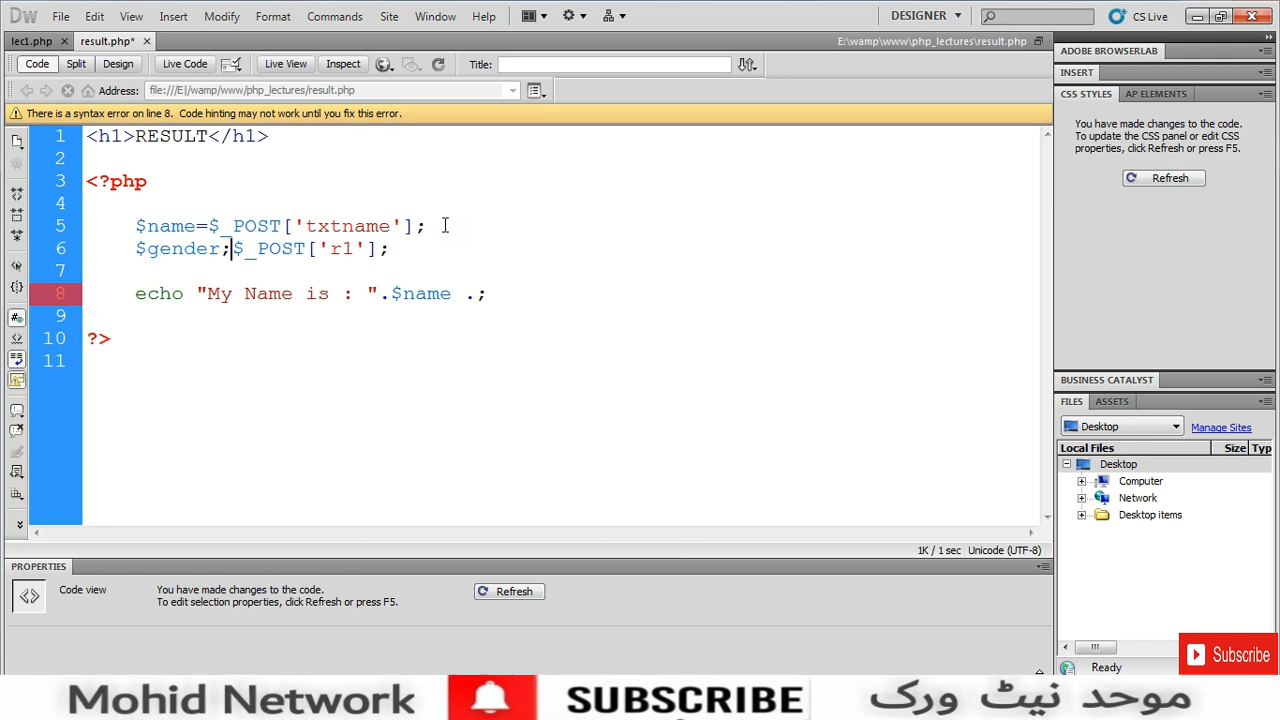 Dw File Edit View Insert Modify Format Commands Site Window Help DESIGNER CS Live
lec1.php result.php* E:\wamp\www\php_lectures\result.php
Code Split Design Live Code Live View Inspect Title:
Address: file:///E|/wamp/www/php_lectures/result.php
There is a syntax error on line 8. Code hinting may not work until you fix this error.
1 <h1>RESULT</h1>
2
3 <?php
4
5 $name=$_POST['txtname'];
6 $gender;$_POST['r1'];
7
8 echo "My Name is : ".$name .;
9
10 ?>
11
1K / 1 sec Unicode (UTF-8)
PROPERTIES
Code view
You have made changes to the code.
To edit selection properties, click Refresh or press F5.
Refresh
ADOBE BROWSERLAB
INSERT
CSS STYLES AP ELEMENTS
You have made changes to the code.
To update the CSS panel or edit CSS
properties, click Refresh or press F5.
Refresh
BUSINESS CATALYST
FILES ASSETS
Desktop Manage Sites
Local Files Size Typ
Desktop
Computer
Network
Desktop items
Ready
Subscribe
Mohid Network SUBSCRIBE موحد نیٹ ورک